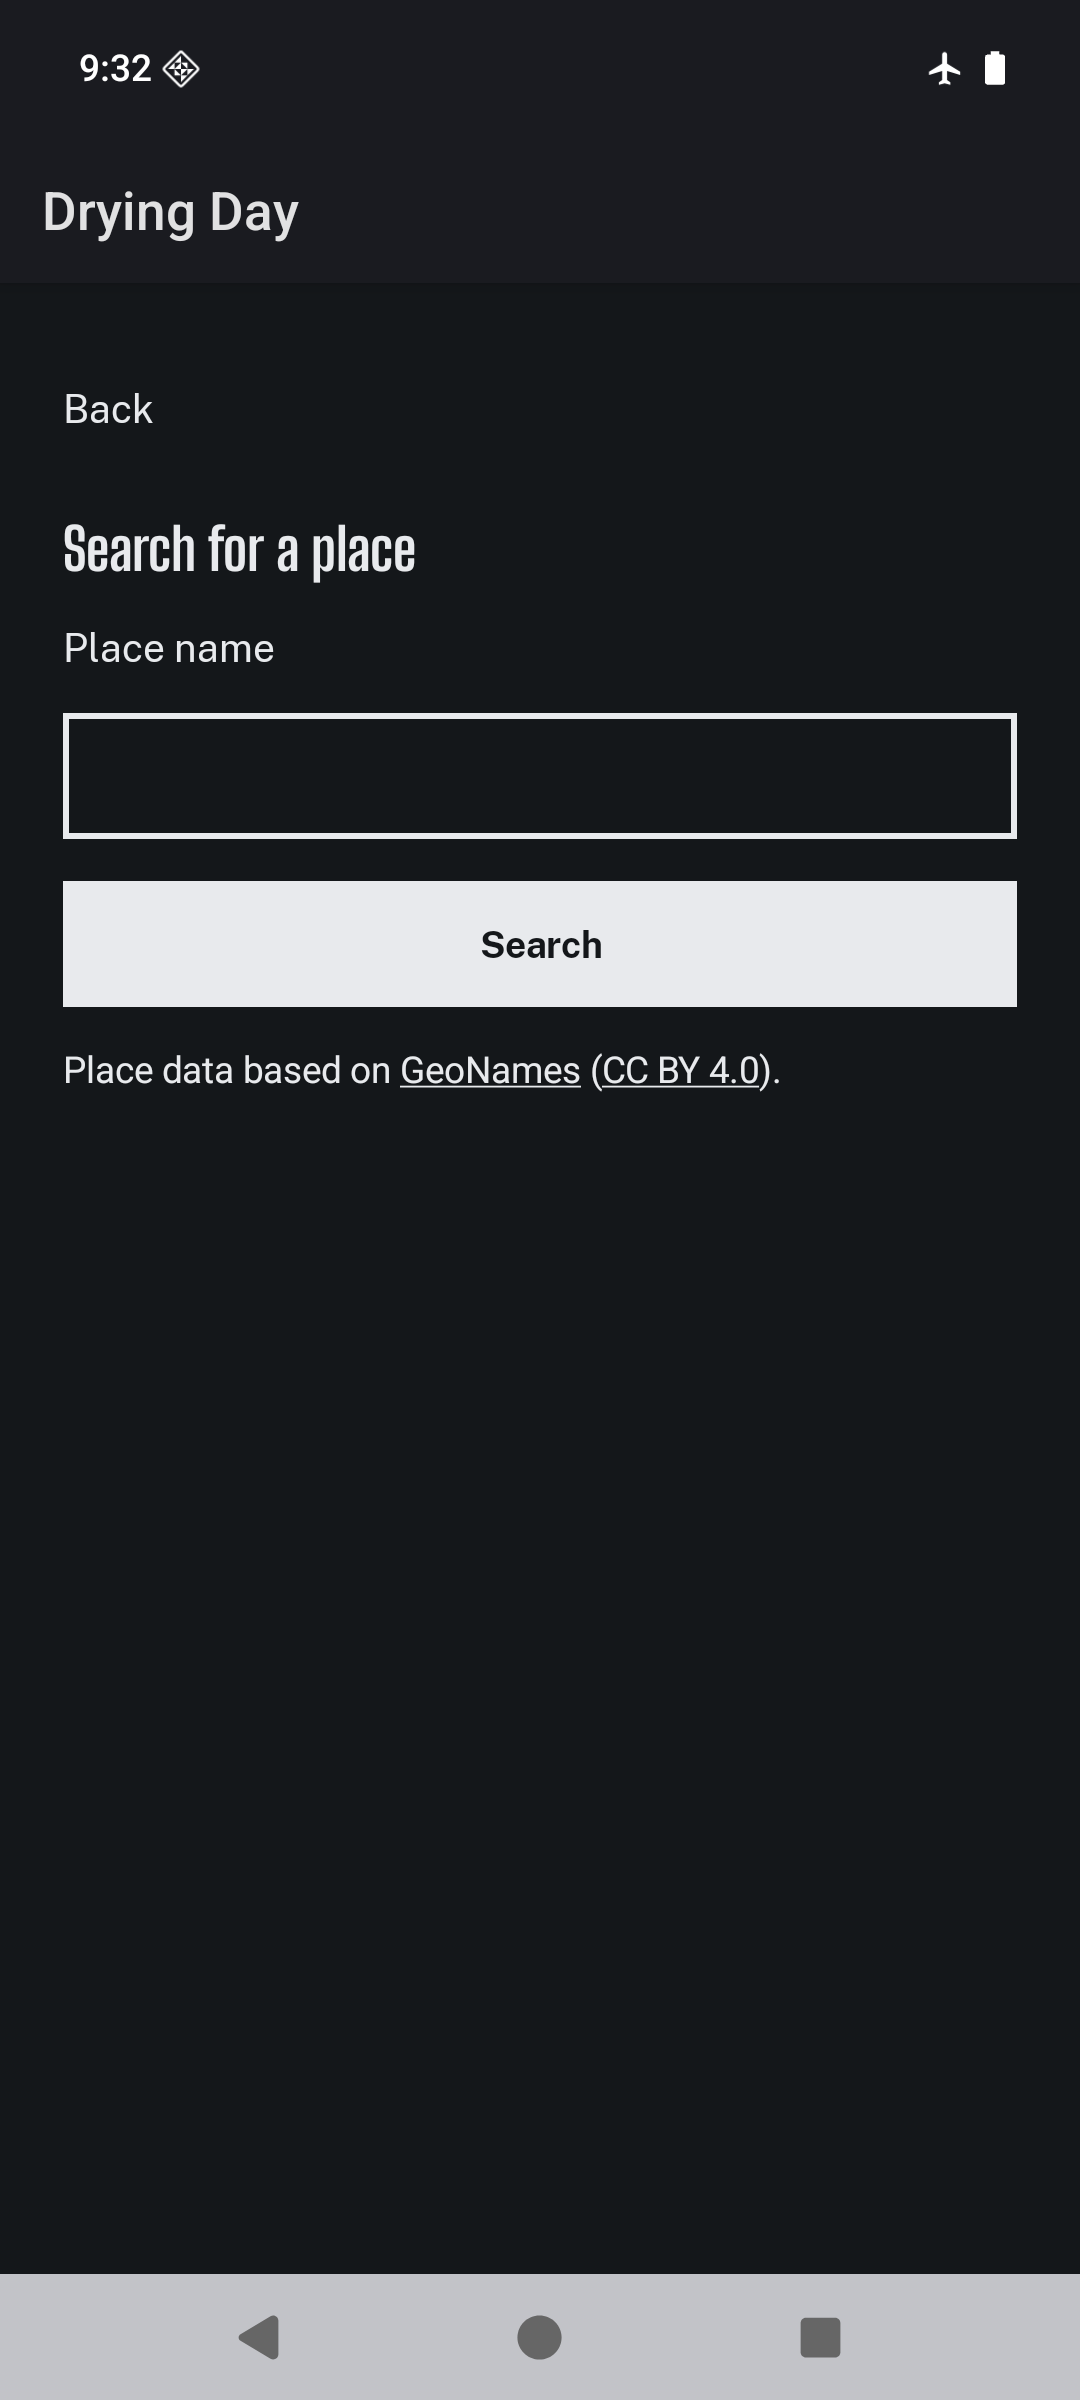 9:32
Drying Day
Back
Search for a place
Place name
Search
Place data based on GeoNames (CC BY 4.0).